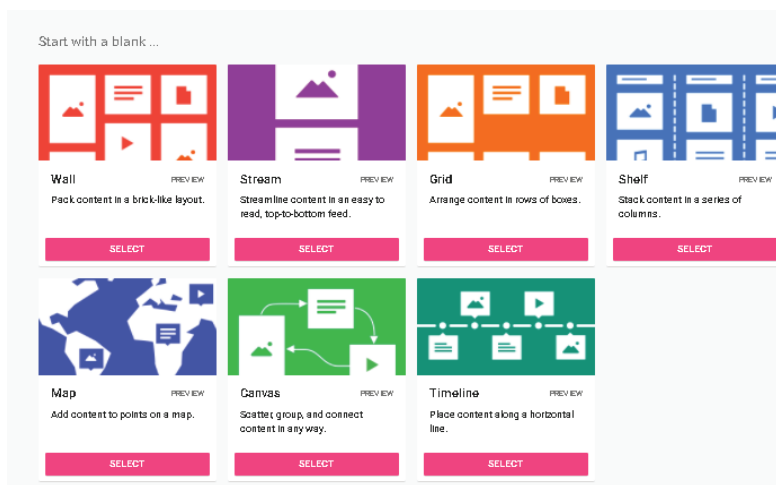 Start with a blank ...
Wall PREVIEW
Pack content in a brick-like layout.
SELECT
Stream PREVIEW
Streamline content in an easy to
read, top-to-bottom feed.
SELECT
Grid PREVIEW
Arrange content in rows of boxes.
SELECT
Shelf PREVIEW
Stack content in a series of
columns.
SELECT
Map PREVIEW
Add content to points on a map.
SELECT
Canvas PREVIEW
Scatter, group, and connect
content in any way.
SELECT
Timeline PREVIEW
Place content along a horizontal
line.
SELECT